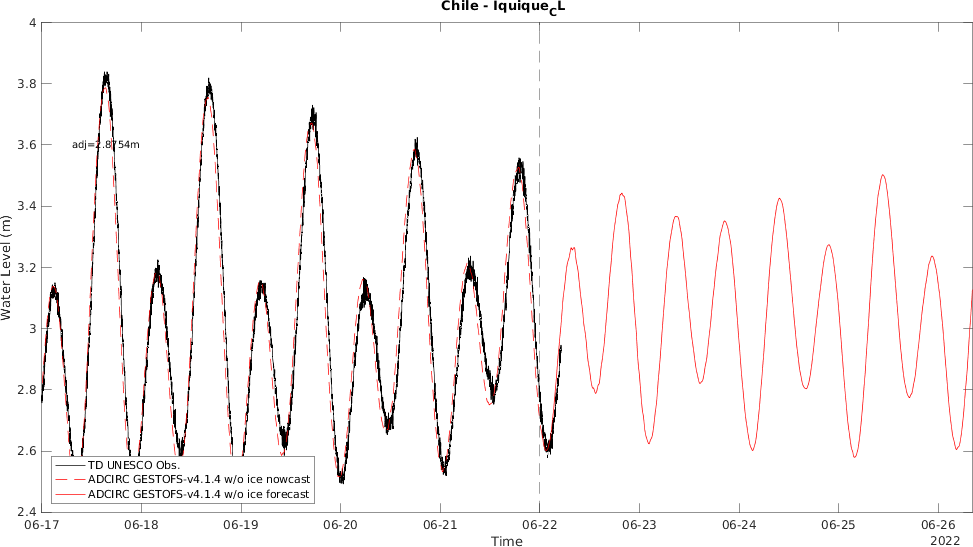 Chile - Iquique_CL
4
3.8
3.6
3.4
3.2
3
2.8
2.6
2.4
Water Level (m)
adj=2.8754m
TD UNESCO Obs.
ADCIRC GESTOFS-v4.1.4 w/o ice nowcast
ADCIRC GESTOFS-v4.1.4 w/o ice forecast
06-17 06-18 06-19 06-20 06-21 06-22 06-23 06-24 06-25 06-26
Time
2022